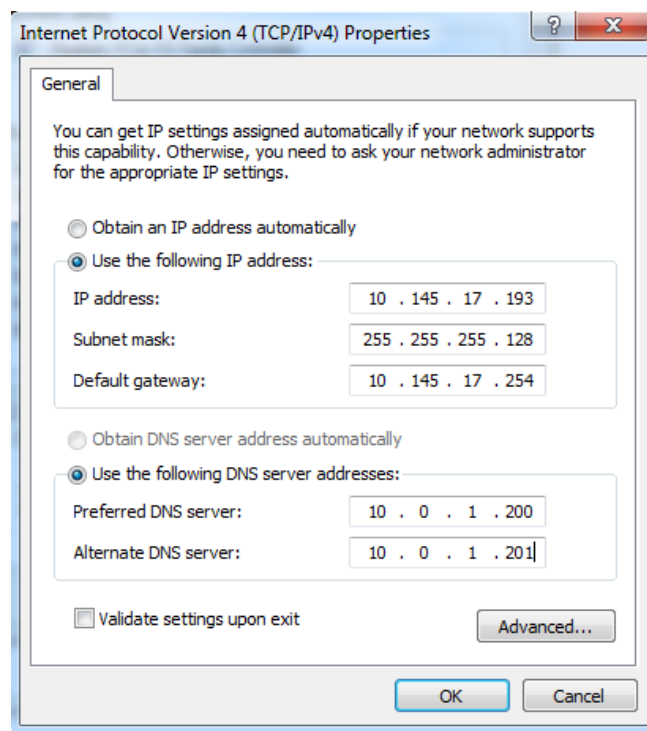 Internet Protocol Version 4 (TCP/IPv4) Properties
?
X
General
You can get IP settings assigned automatically if your network supports
this capability. Otherwise, you need to ask your network administrator
for the appropriate IP settings.
Obtain an IP address automatically
Use the following IP address:
IP address: 10 . 145 . 17 . 193
Subnet mask: 255 . 255 . 255 . 128
Default gateway: 10 . 145 . 17 . 254
Obtain DNS server address automatically
Use the following DNS server addresses:
Preferred DNS server: 10 . 0 . 1 . 200
Alternate DNS server: 10 . 0 . 1 . 201
Validate settings upon exit
Advanced...
OK Cancel